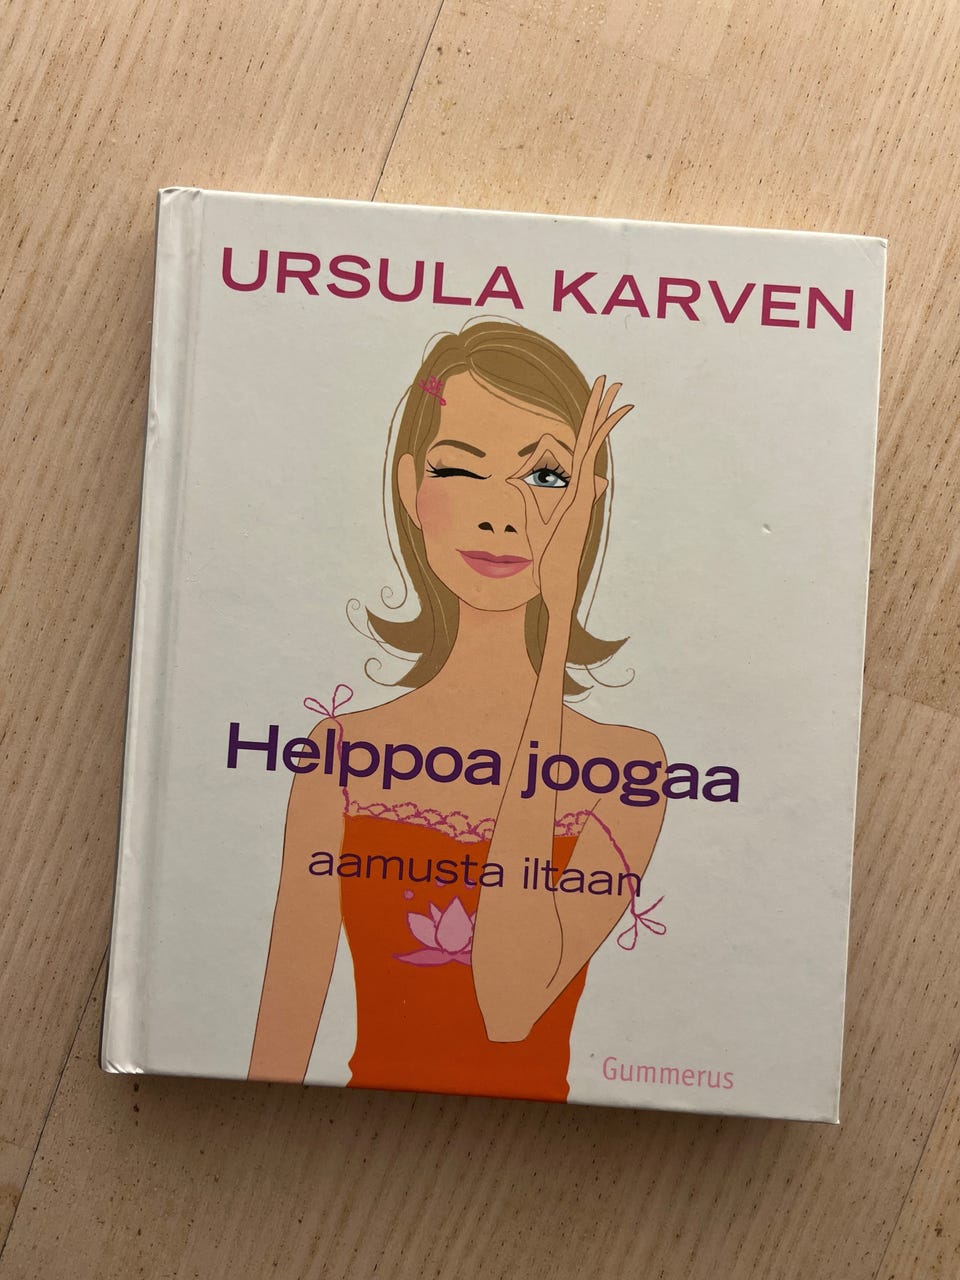 URSULA KARVEN
Helppoa joogaa
aamusta iltaan
Gummerus